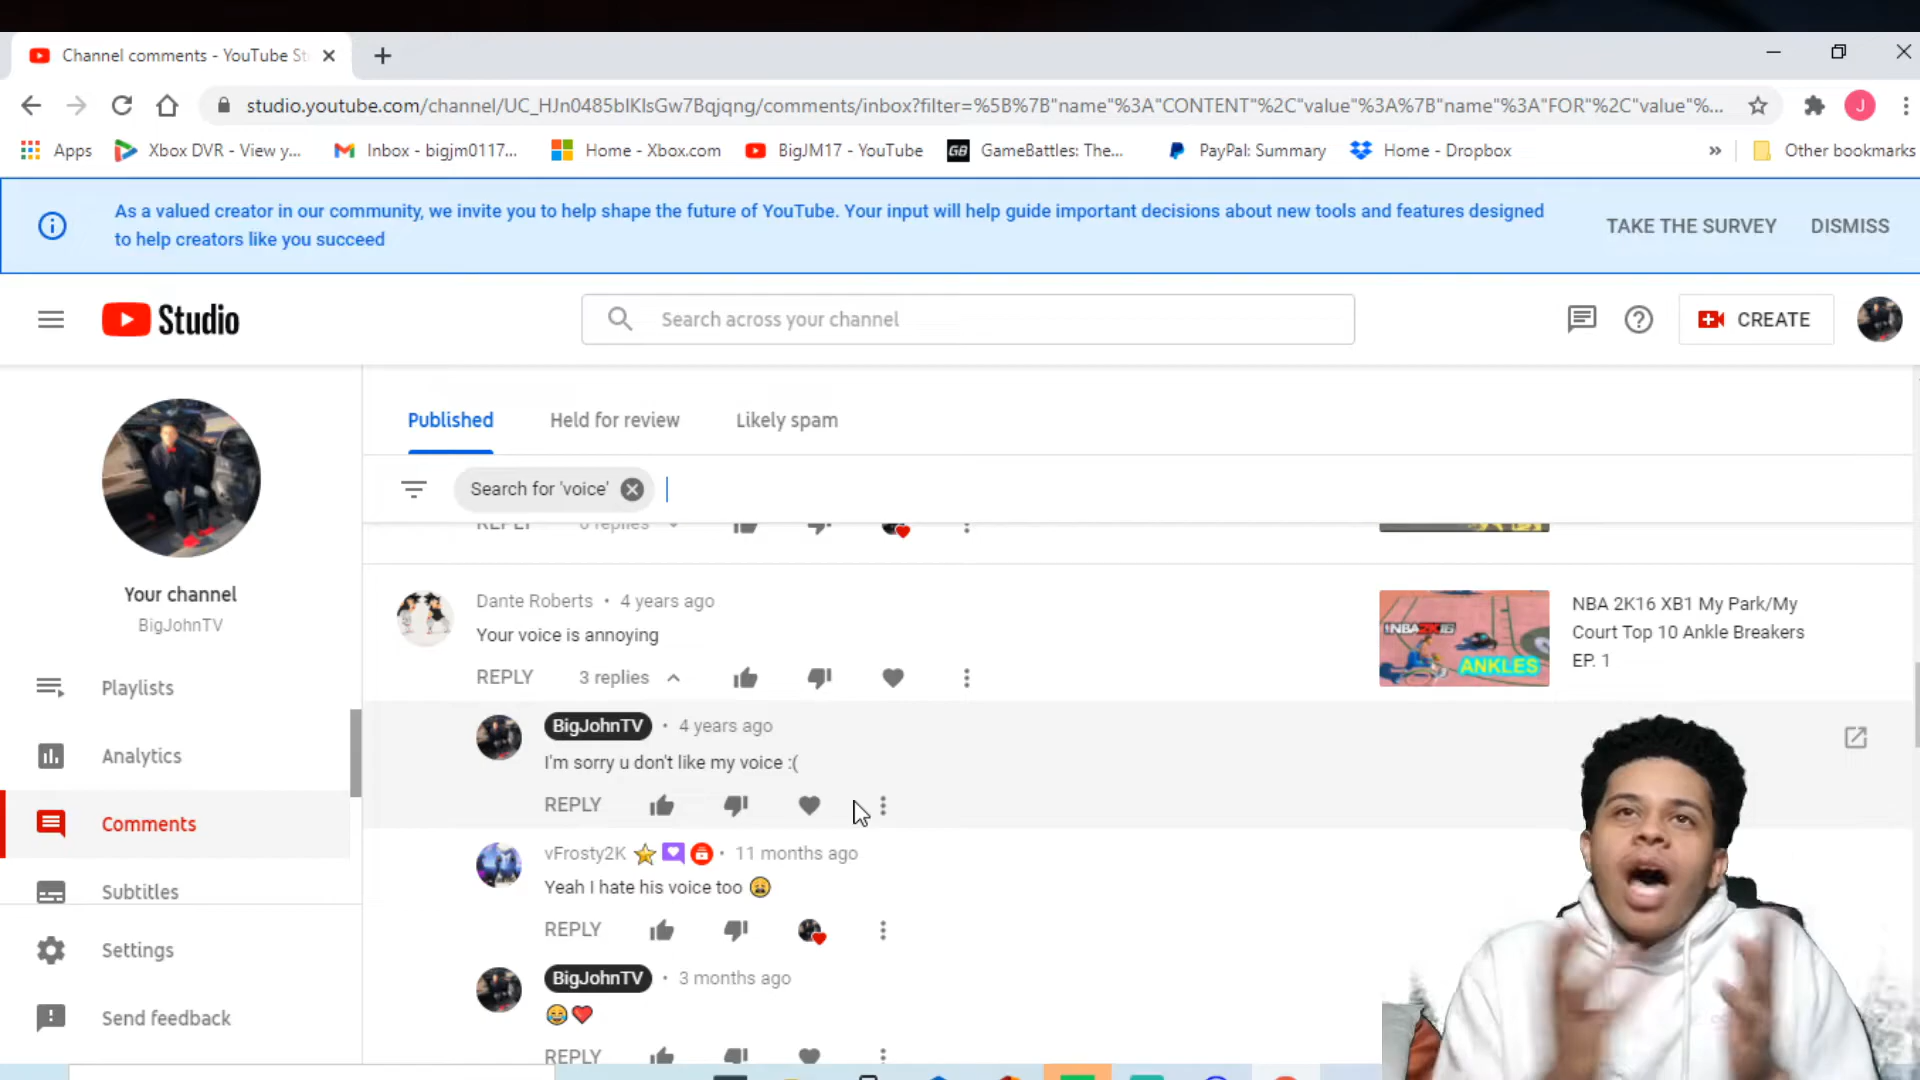 Channel comments - YouTube St
studio.youtube.com/channel/UC_HJn0485bIKIsGw7Bqjqng/comments/inbox?filter=%5B%7B"name"%3A"CONTENT"%2C"value"%3A%7B"name"%3A"FOR"%2C"value"%...
J
Apps
Xbox DVR - View y...
Inbox - bigjm0117...
Home - Xbox.com
BigJM17 - YouTube
GB
GameBattles: The...
PayPal: Summary
Home - Dropbox
»
Other bookmarks
As a valued creator in our community, we invite you to help shape the future of YouTube. Your input will help guide important decisions about new tools and features designed
to help creators like you succeed
TAKE THE SURVEY
DISMISS
Studio
Search across your channel
CREATE
Your channel
BigJohnTV
Playlists
Analytics
Comments
Subtitles
Settings
Send feedback
Published
Held for review
Likely spam
Search for 'voice'
REPLY
6 replies
Dante Roberts • 4 years ago
Your voice is annoying
REPLY
3 replies
NBA 2K16
ANKLES
NBA 2K16 XB1 My Park/My
Court Top 10 Ankle Breakers
EP. 1
BigJohnTV • 4 years ago
I'm sorry u don't like my voice :(
REPLY
vFrosty2K ⭐ • 11 months ago
Yeah I hate his voice too 😩
REPLY
BigJohnTV • 3 months ago
😂❤️
REPLY